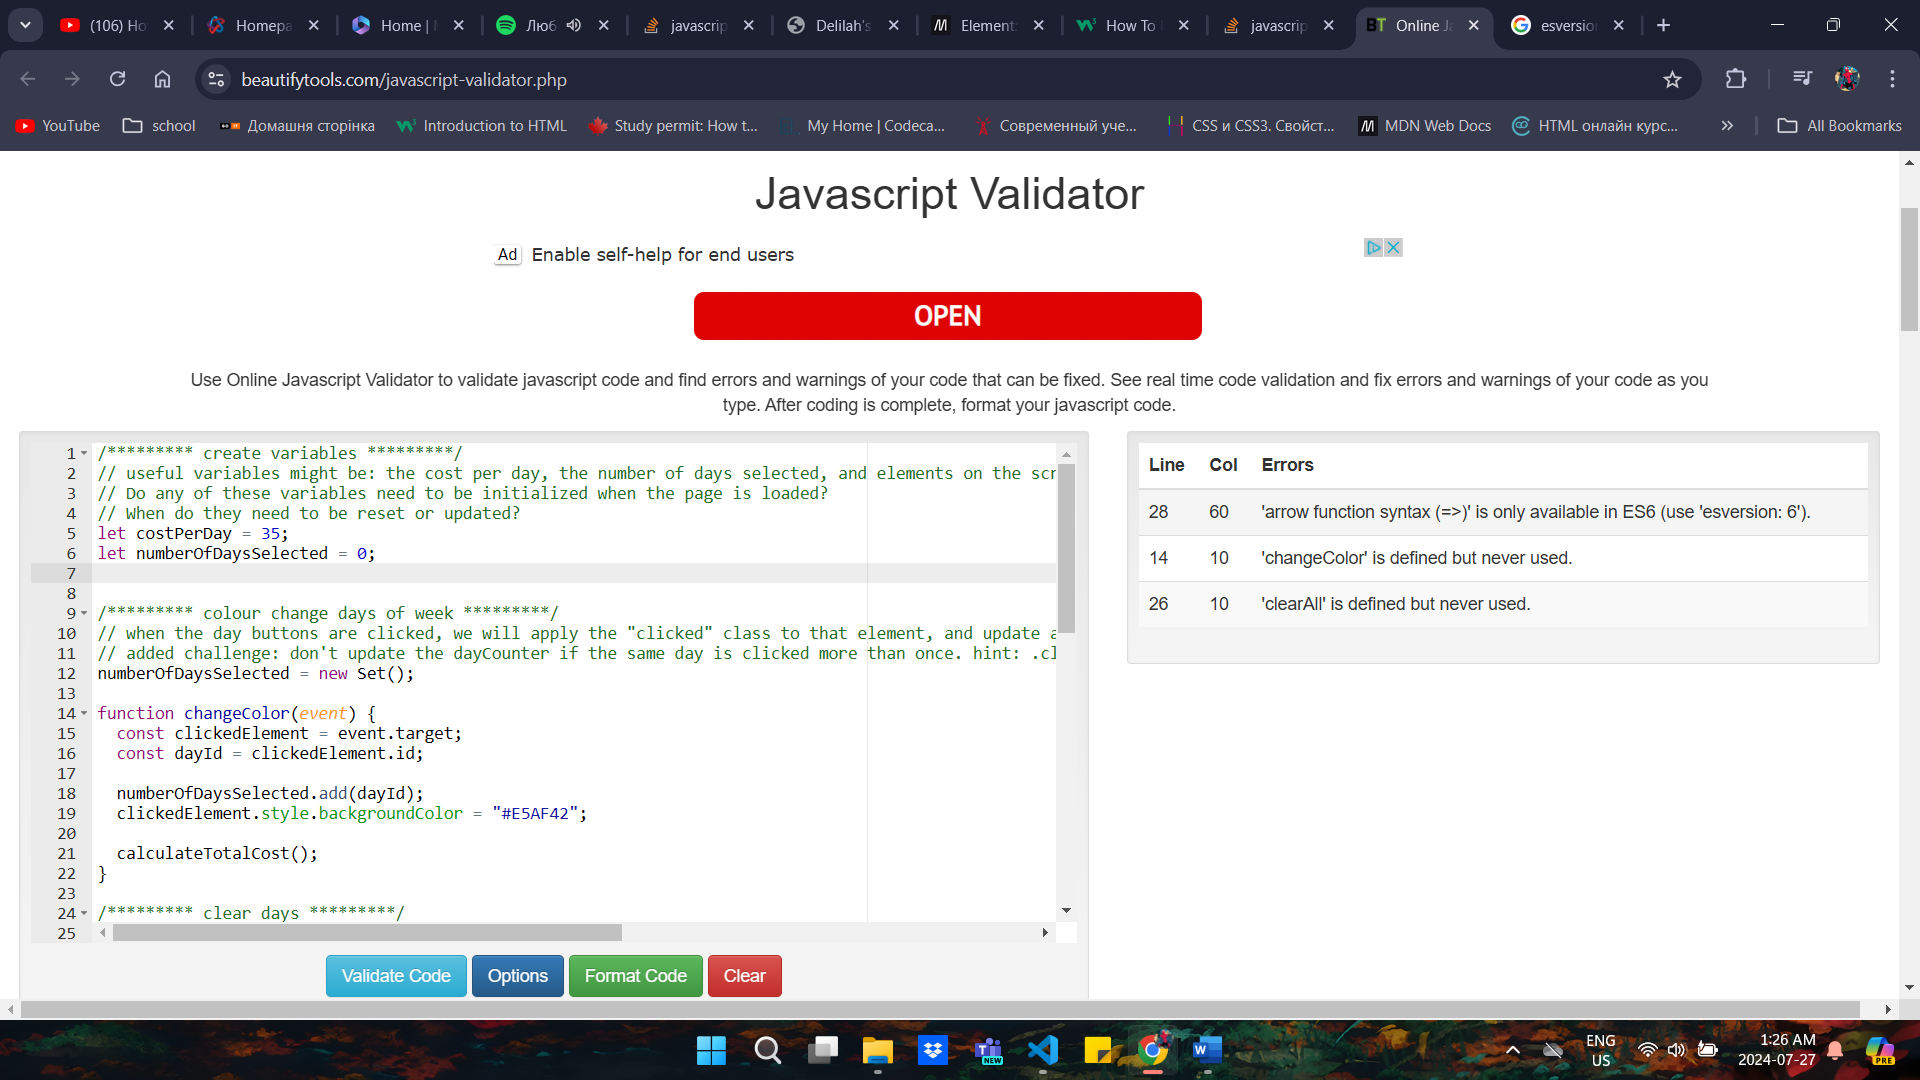 (106) Ho
Homepa
Home | M
Люб
javascrip
Delilah's
Element:
How To
javascrip
Online Ja
esversio
beautifytools.com/javascript-validator.php
YouTube
school
Домашня сторінка
Introduction to HTML
Study permit: How t...
My Home | Codeca...
Современный уче...
CSS и CSS3. Свойст...
MDN Web Docs
HTML онлайн курс...
All Bookmarks
Javascript Validator
Ad Enable self-help for end users
OPEN
Use Online Javascript Validator to validate javascript code and find errors and warnings of your code that can be fixed. See real time code validation and fix errors and warnings of your code as you
type. After coding is complete, format your javascript code.
1 /********* create variables *********/
2 // useful variables might be: the cost per day, the number of days selected, and elements on the scr
3 // Do any of these variables need to be initialized when the page is loaded?
4 // When do they need to be reset or updated?
5 let costPerDay = 35;
6 let numberOfDaysSelected = 0;
7
8
9 /********* colour change days of week *********/
10 // when the day buttons are clicked, we will apply the "clicked" class to that element, and update a
11 // added challenge: don't update the dayCounter if the same day is clicked more than once. hint: .cl
12 numberOfDaysSelected = new Set();
13
14 function changeColor(event) {
15 const clickedElement = event.target;
16 const dayId = clickedElement.id;
17
18 numberOfDaysSelected.add(dayId);
19 clickedElement.style.backgroundColor = "#E5AF42";
20
21 calculateTotalCost();
22 }
23
24 /********* clear days *********/
25
Line Col Errors
28 60 'arrow function syntax (=>)' is only available in ES6 (use 'esversion: 6').
14 10 'changeColor' is defined but never used.
26 10 'clearAll' is defined but never used.
Validate Code
Options
Format Code
Clear
ENG
US
1:26 AM
2024-07-27